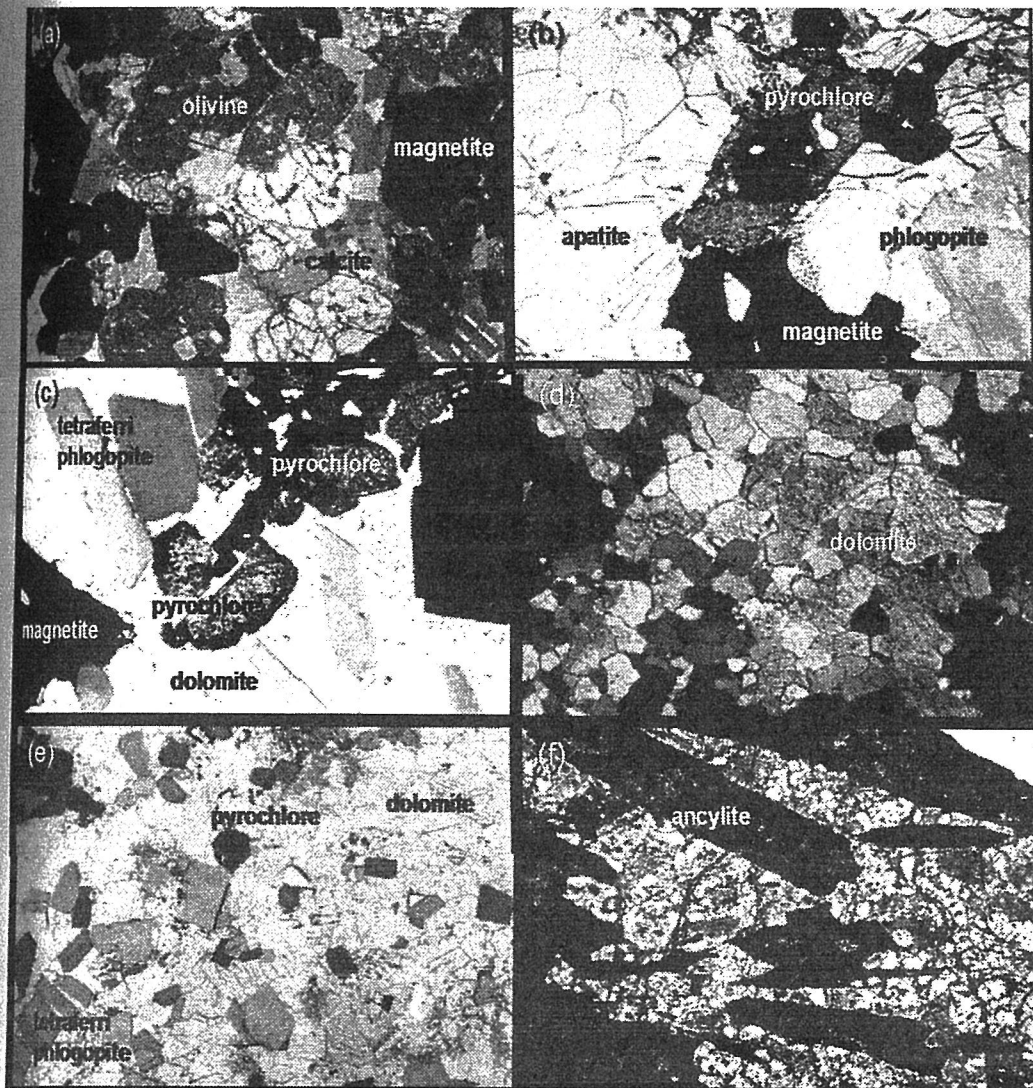 (a)
olivine
magnetite
calcite
(b)
pyrochlore
apatite
phlogopite
magnetite
(c)
tetraferri
phlogopite
pyrochlore
pyrochlore
magnetite
dolomite
(d)
dolomite
(e)
pyrochlore
dolomite
tetraferri
phlogopite
(f)
ancylite